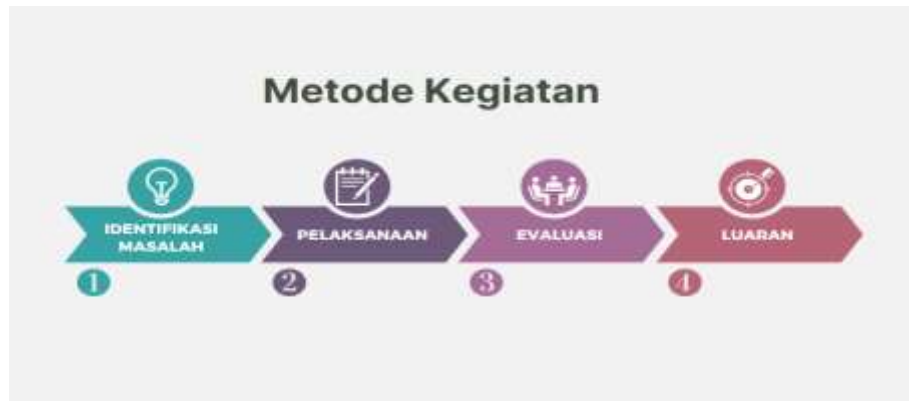 Metode Kegiatan
IDENTIFIKASI
MASALAH
PELAKSANAAN
EVALUASI
LUARAN
1
2
3
4